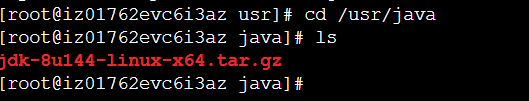 [root@iz01762evc6i3az usr]# cd /usr/java
[root@iz01762evc6i3az java]# ls
jdk-8u144-linux-x64.tar.gz
[root@iz01762evc6i3az java]#